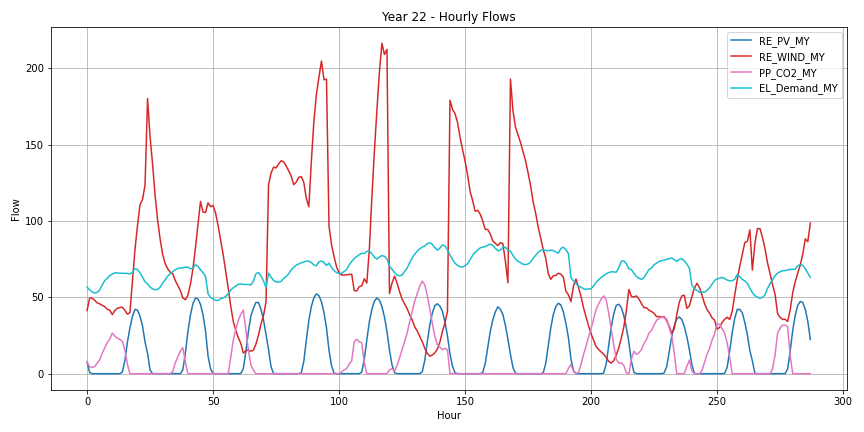 Year 22 - Hourly Flows
RE_PV_MY
RE_WIND_MY
PP_CO2_MY
EL_Demand_MY
Flow
200
150
100
50
0
0
50
100
150
200
250
300
Hour